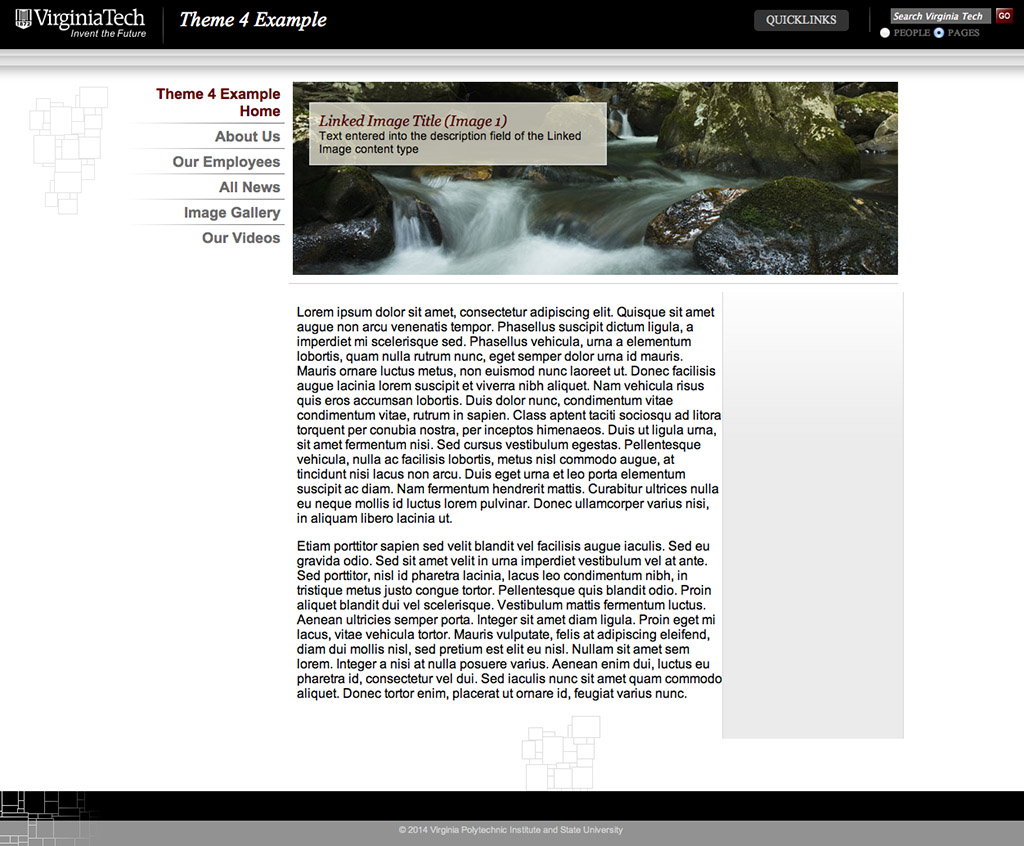 VirginiaTech
1872
Invent the Future
Theme 4 Example
QUICKLINKS
Search Virginia Tech
GO
PEOPLE PAGES
Theme 4 Example
Home
About Us
Our Employees
All News
Image Gallery
Our Videos
Linked Image Title (Image 1)
Text entered into the description field of the Linked
Image content type
Lorem ipsum dolor sit amet, consectetur adipiscing elit. Quisque sit amet
augue non arcu venenatis tempor. Phasellus suscipit dictum ligula, a
imperdiet mi scelerisque sed. Phasellus vehicula, urna a elementum
lobortis, quam nulla rutrum nunc, eget semper dolor urna id mauris.
Mauris ornare luctus metus, non euismod nunc laoreet ut. Donec facilisis
augue lacinia lorem suscipit et viverra nibh aliquet. Nam vehicula risus
quis eros accumsan lobortis. Duis dolor nunc, condimentum vitae
condimentum vitae, rutrum in sapien. Class aptent taciti sociosqu ad litora
torquent per conubia nostra, per inceptos himenaeos. Duis ut ligula urna,
sit amet fermentum nisi. Sed cursus vestibulum egestas. Pellentesque
vehicula, nulla ac facilisis lobortis, metus nisl commodo augue, at
tincidunt nisi lacus non arcu. Duis eget urna et leo porta elementum
suscipit ac diam. Nam fermentum hendrerit mattis. Curabitur ultrices nulla
eu neque mollis id luctus lorem pulvinar. Donec ullamcorper varius nisi,
in aliquam libero lacinia ut.
Etiam porttitor sapien sed velit blandit vel facilisis augue iaculis. Sed eu
gravida odio. Sed sit amet velit in urna imperdiet vestibulum vel at ante.
Sed porttitor, nisl id pharetra lacinia, lacus leo condimentum nibh, in
tristique metus justo congue tortor. Pellentesque quis blandit odio. Proin
aliquet blandit dui vel scelerisque. Vestibulum mattis fermentum luctus.
Aenean ultricies semper porta. Integer sit amet diam ligula. Proin eget mi
lacus, vitae vehicula tortor. Mauris vulputate, felis at adipiscing eleifend,
diam dui mollis nisl, sed pretium est elit eu nisl. Nullam sit amet sem
lorem. Integer a nisi at nulla posuere varius. Aenean enim dui, luctus eu
pharetra id, consectetur vel dui. Sed iaculis nunc sit amet quam commodo
aliquet. Donec tortor enim, placerat ut ornare id, feugiat varius nunc.
© 2014 Virginia Polytechnic Institute and State University